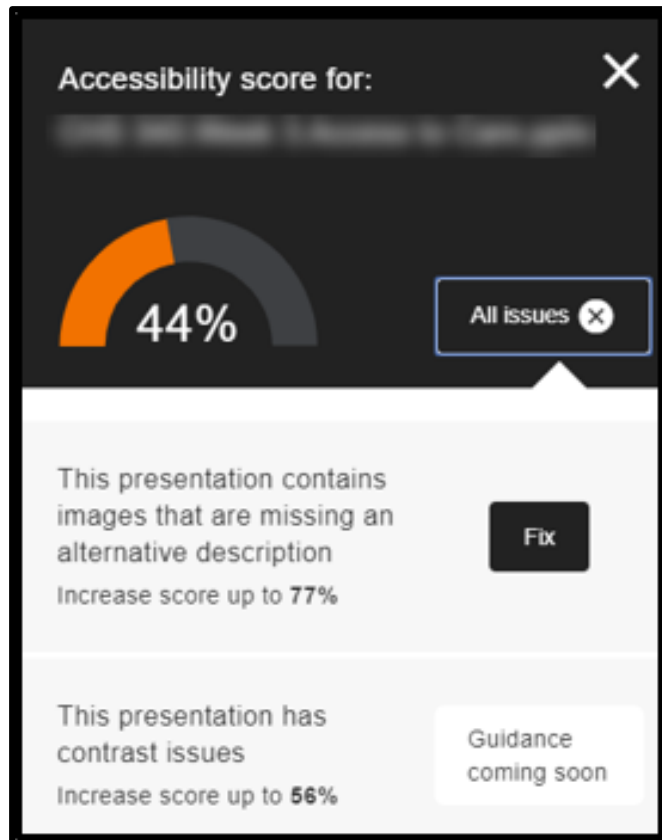 Accessibility score for:
44%
All issues
This presentation contains
images that are missing an
alternative description
Increase score up to 77%
Fix
This presentation has
contrast issues
Increase score up to 56%
Guidance
coming soon